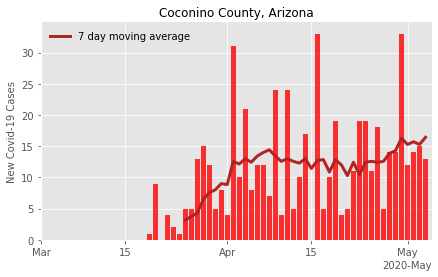 Coconino County, Arizona
7 day moving average
New Covid-19 Cases
35
30
25
20
15
10
5
0
Mar 15 Apr 15 May
2020-May